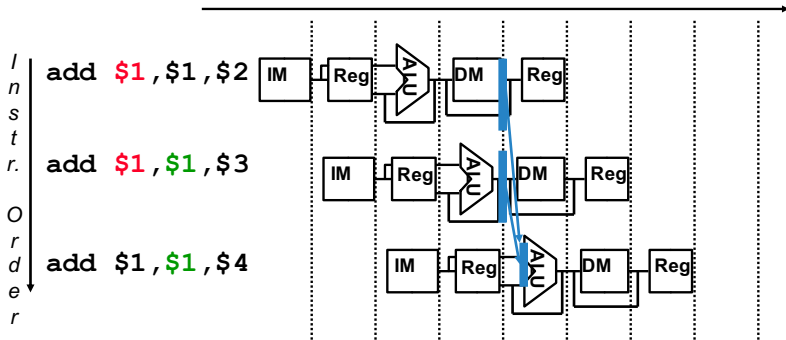 Instr. Order
add $1,$1,$2
IM
Reg
ALU
DM
Reg
add $1,$1,$3
IM
Reg
ALU
DM
Reg
add $1,$1,$4
IM
Reg
ALU
DM
Reg